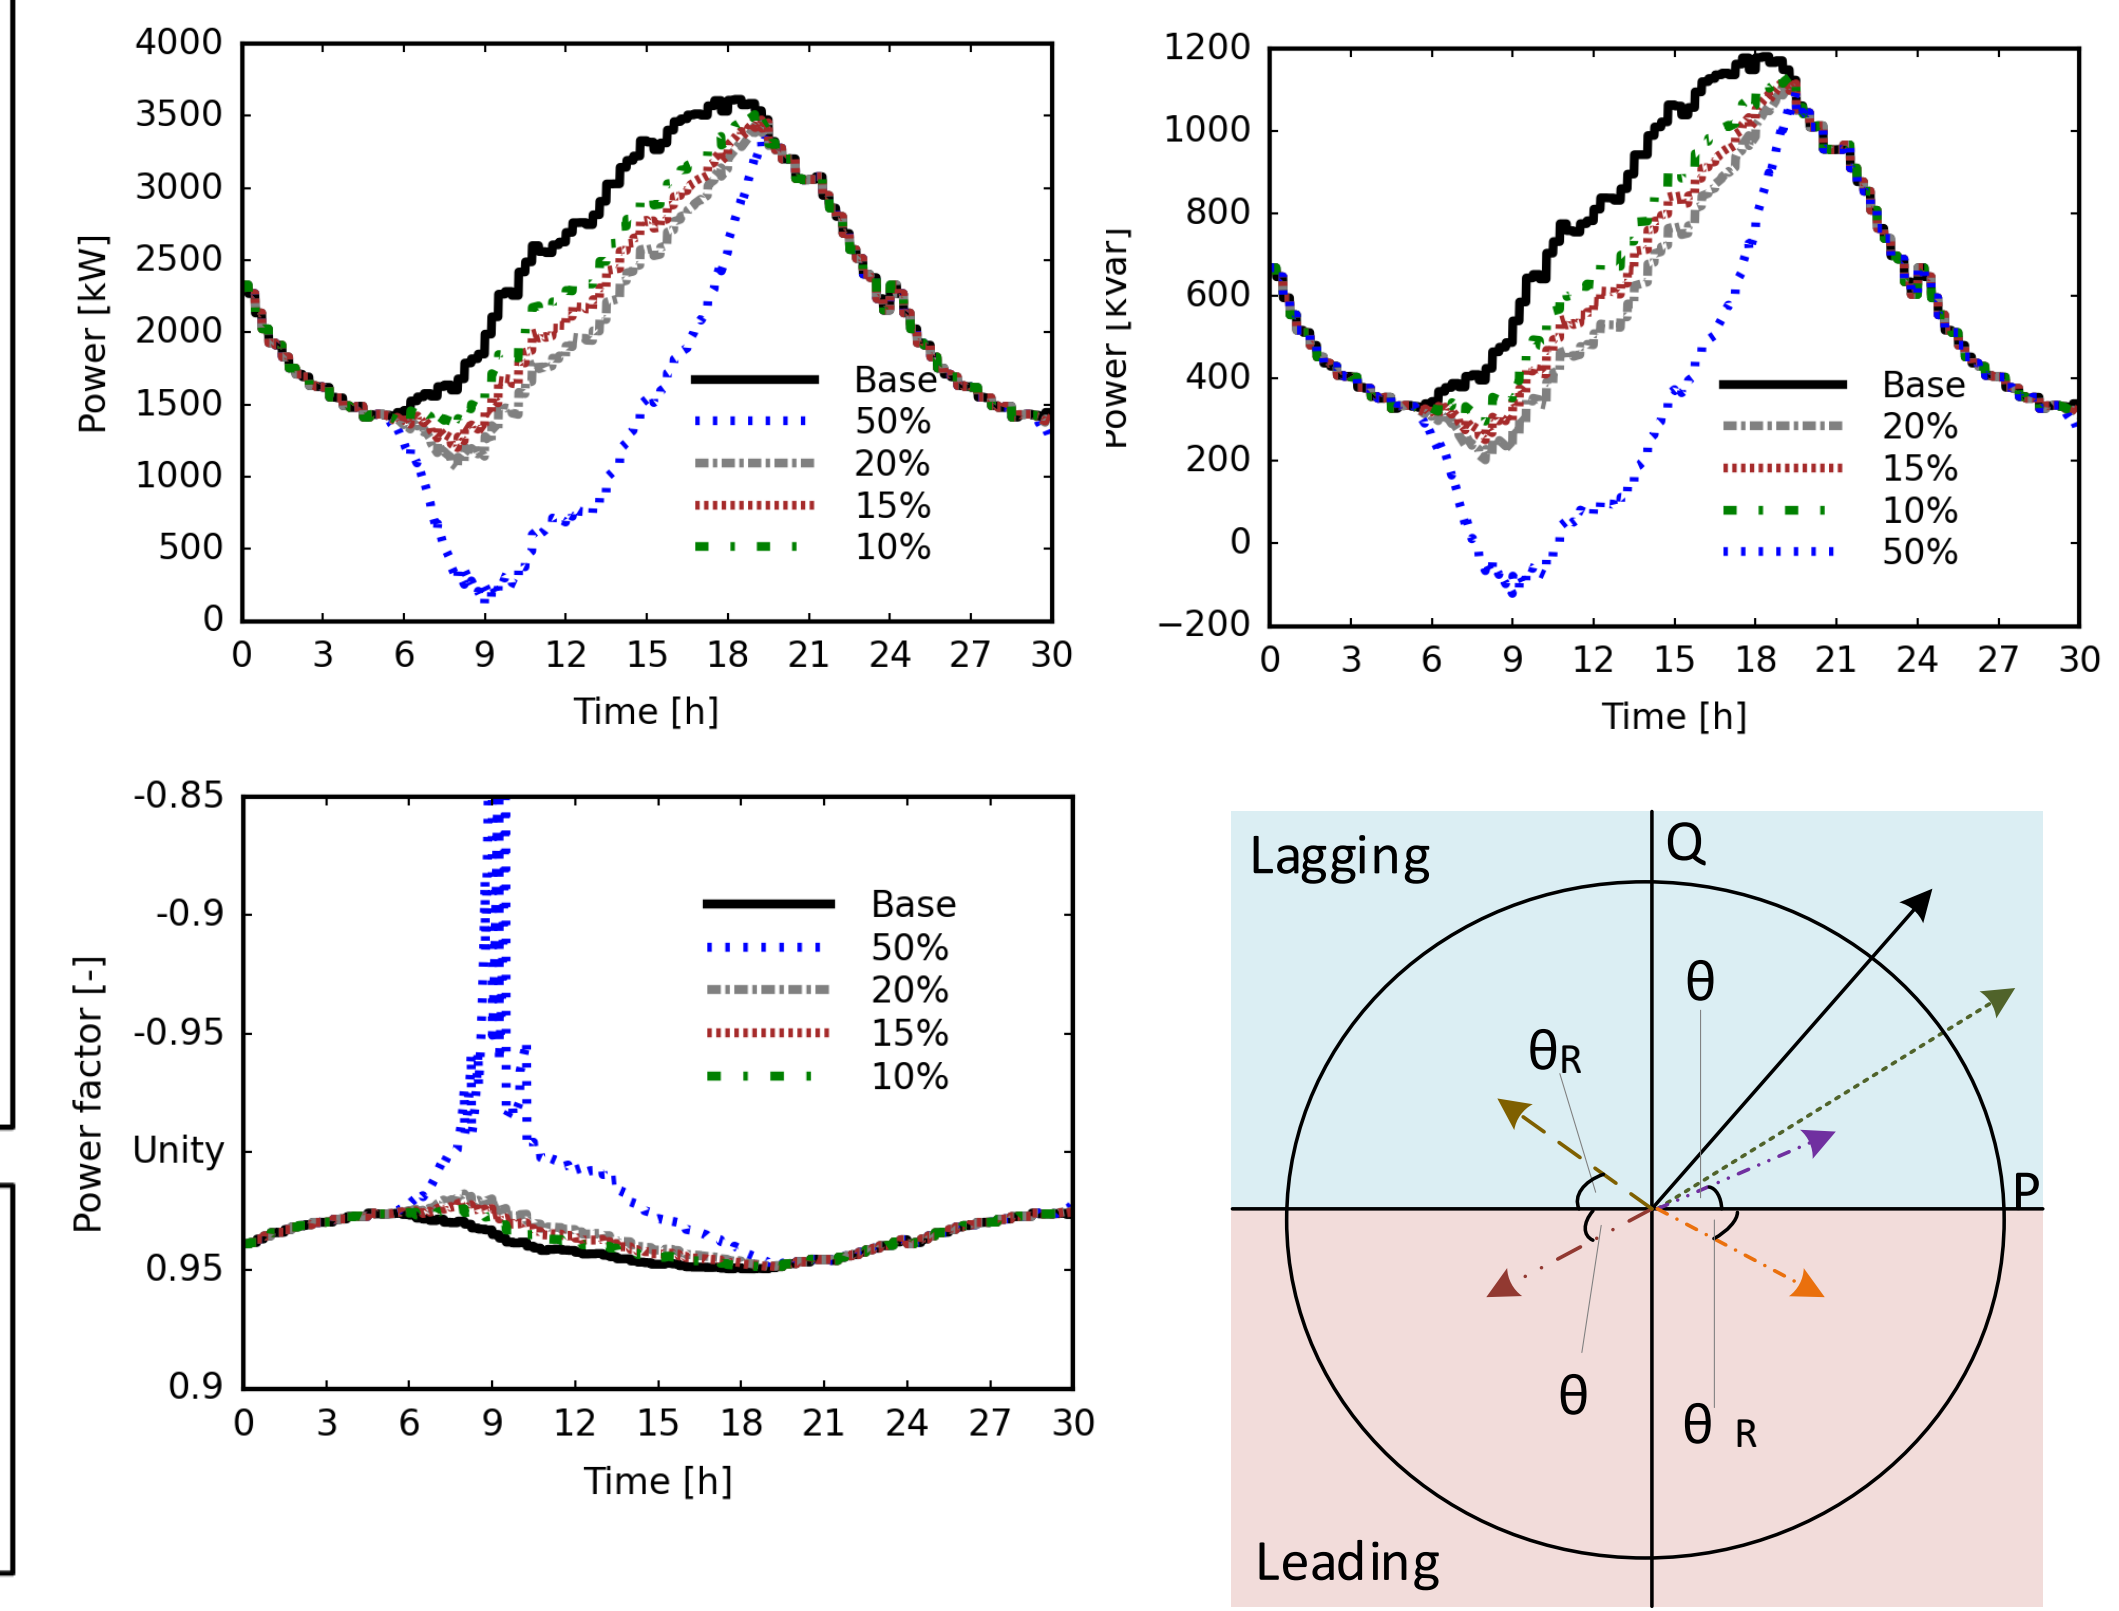 4000
3500
3000
2500
2000
1500
1000
500
0
0 3 6 9 12 15 18 21 24 27 30
Power [kW]
Time [h]
Base
50%
20%
15%
10%
1200
1000
800
600
400
200
0
−200
0 3 6 9 12 15 18 21 24 27 30
Power [kvar]
Time [h]
Base
20%
15%
10%
50%
-0.85
-0.9
-0.95
Unity
0.95
0.9
0 3 6 9 12 15 18 21 24 27 30
Power factor [-]
Time [h]
Base
50%
20%
15%
10%
Lagging
Q
θ
θR
P
θ
θ R
Leading